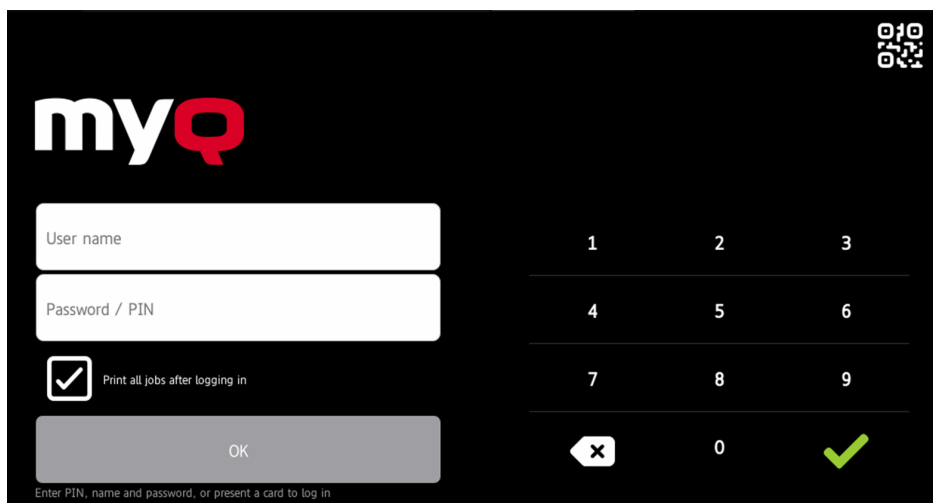 myQ
User name
Password / PIN
Print all jobs after logging in
OK
Enter PIN, name and password, or present a card to log in
1 2 3
4 5 6
7 8 9
0